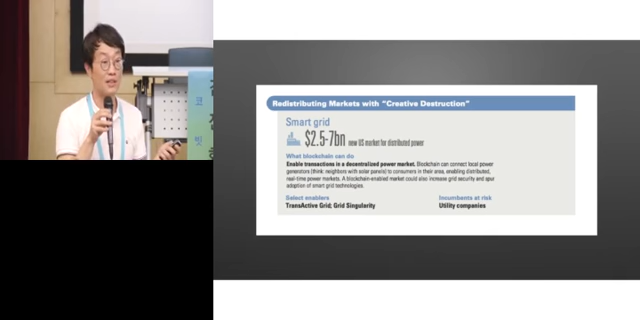 Redistributing Markets with "Creative Destruction"
Smart grid
$2.5-7bn new US market for distributed power
What blockchain can do
Enable transactions in a decentralized power market. Blockchain can connect local power
generators (think: neighbors with solar panels) to consumers in their area, enabling distributed,
real-time power markets. A blockchain-enabled market could also increase grid security and spur
adoption of smart grid technologies.
Select enablers
Incumbents at risk
TransActive Grid; Grid Singularity
Utility companies